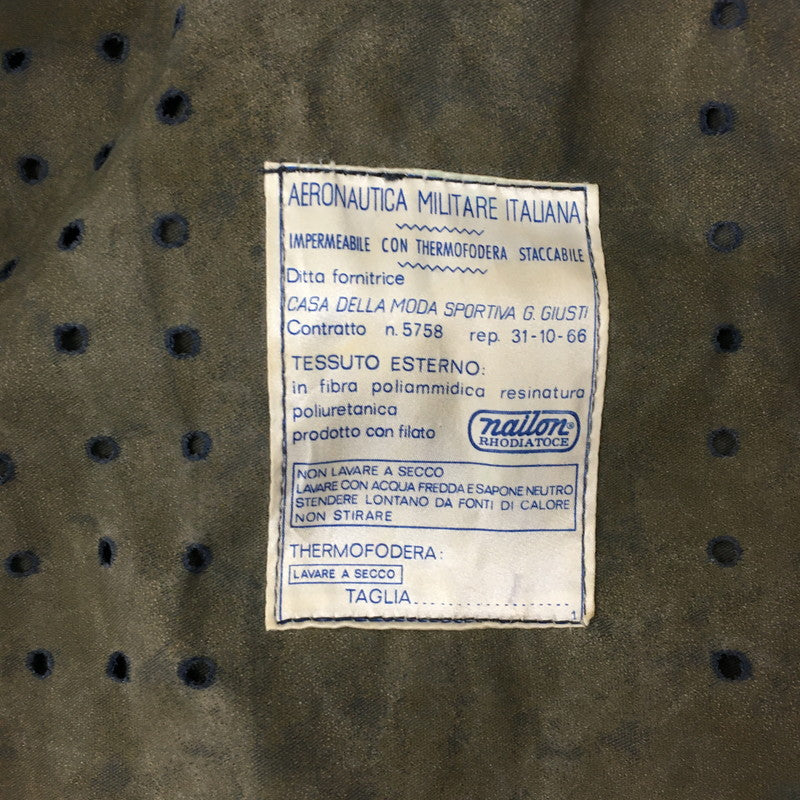 AERONAUTICA MILITARE ITALIANA
IMPERMEABILE CON THERMOFODERA STACCABILE
Ditta fornitrice
CASA DELLA MODA SPORTIVA G. GIUSTI
Contratto n. 5758 rep. 31-10-66
TESSUTO ESTERNO:
in fibra poliammidica resinatura
poliuretanica
prodotto con filato
nailon®
RHODIATOCE
NON LAVARE A SECCO
LAVARE CON ACQUA FREDDA E SAPONE NEUTRO
STENDERE LONTANO DA FONTI DI CALORE
NON STIRARE
THERMOFODERA:
LAVARE A SECCO
TAGLIA..............................
1